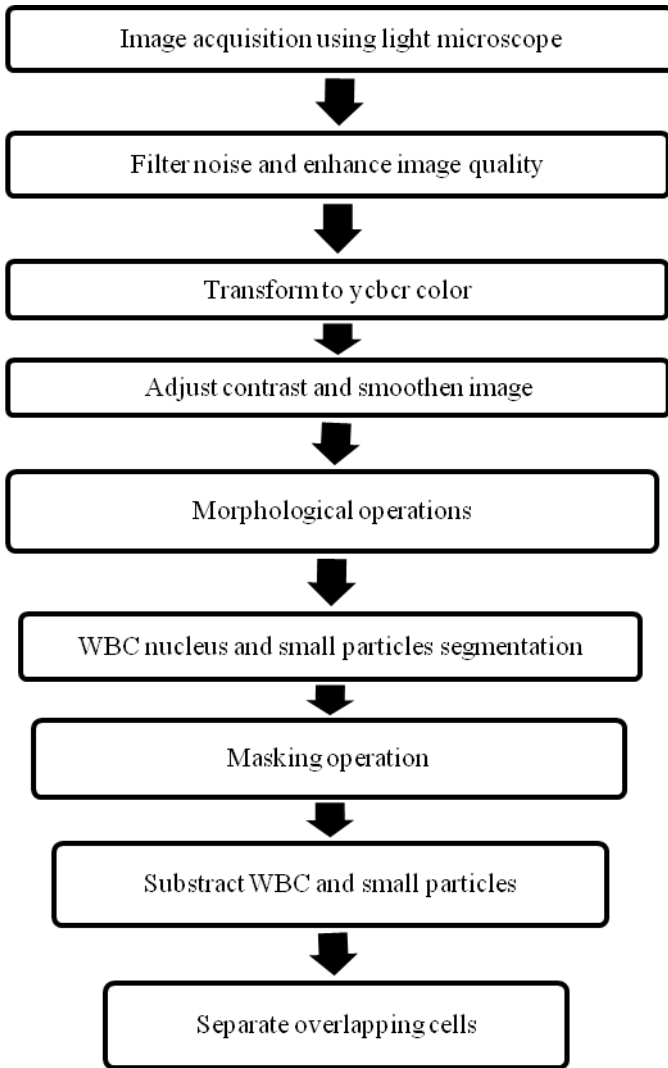 Image acquisition using light microscope
Filter noise and enhance image quality
Transform to ycbcr color
Adjust contrast and smoothen image
Morphological operations
WBC nucleus and small particles segmentation
Masking operation
Substract WBC and small particles
Separate overlapping cells